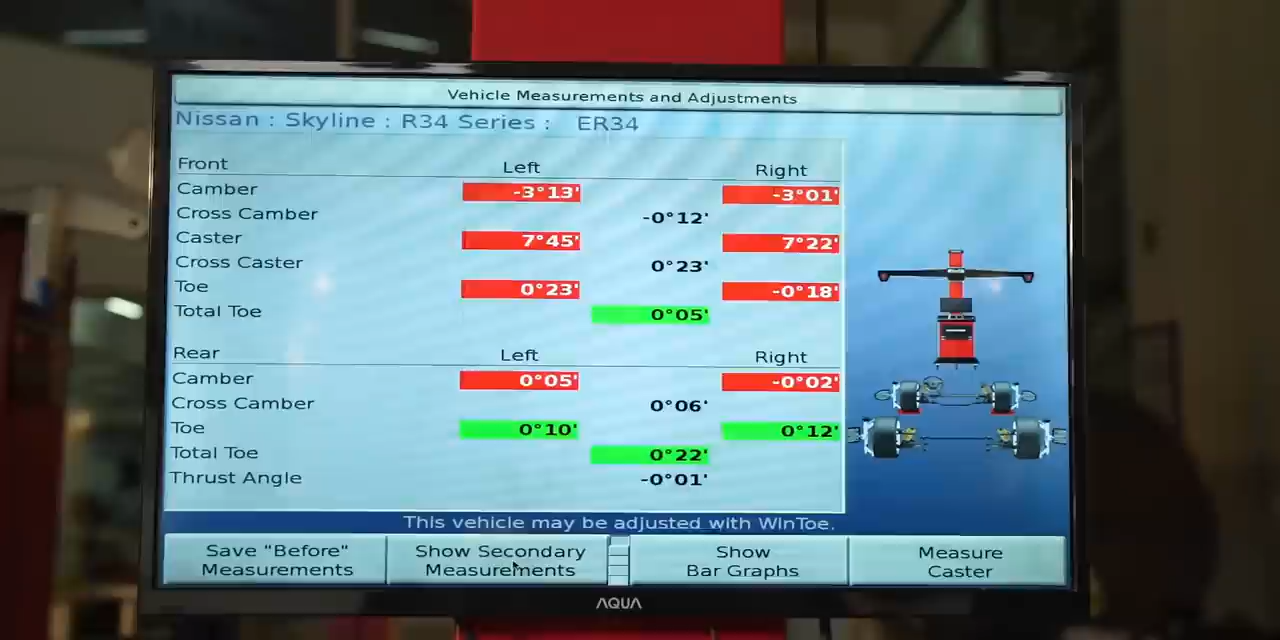 Vehicle Measurements and Adjustments
Nissan : Skyline : R34 Series : ER34
Front Left Right
Camber -3°13' -3°01'
Cross Camber -0°12'
Caster 7°45' 7°22'
Cross Caster 0°23'
Toe 0°23' -0°18'
Total Toe 0°05'
Rear Left Right
Camber 0°05' -0°02'
Cross Camber 0°06'
Toe 0°10' 0°12'
Total Toe 0°22'
Thrust Angle -0°01'
This vehicle may be adjusted with WinToe.
Save "Before" Measurements
Show Secondary Measurements
Show Bar Graphs
Measure Caster
AQUA